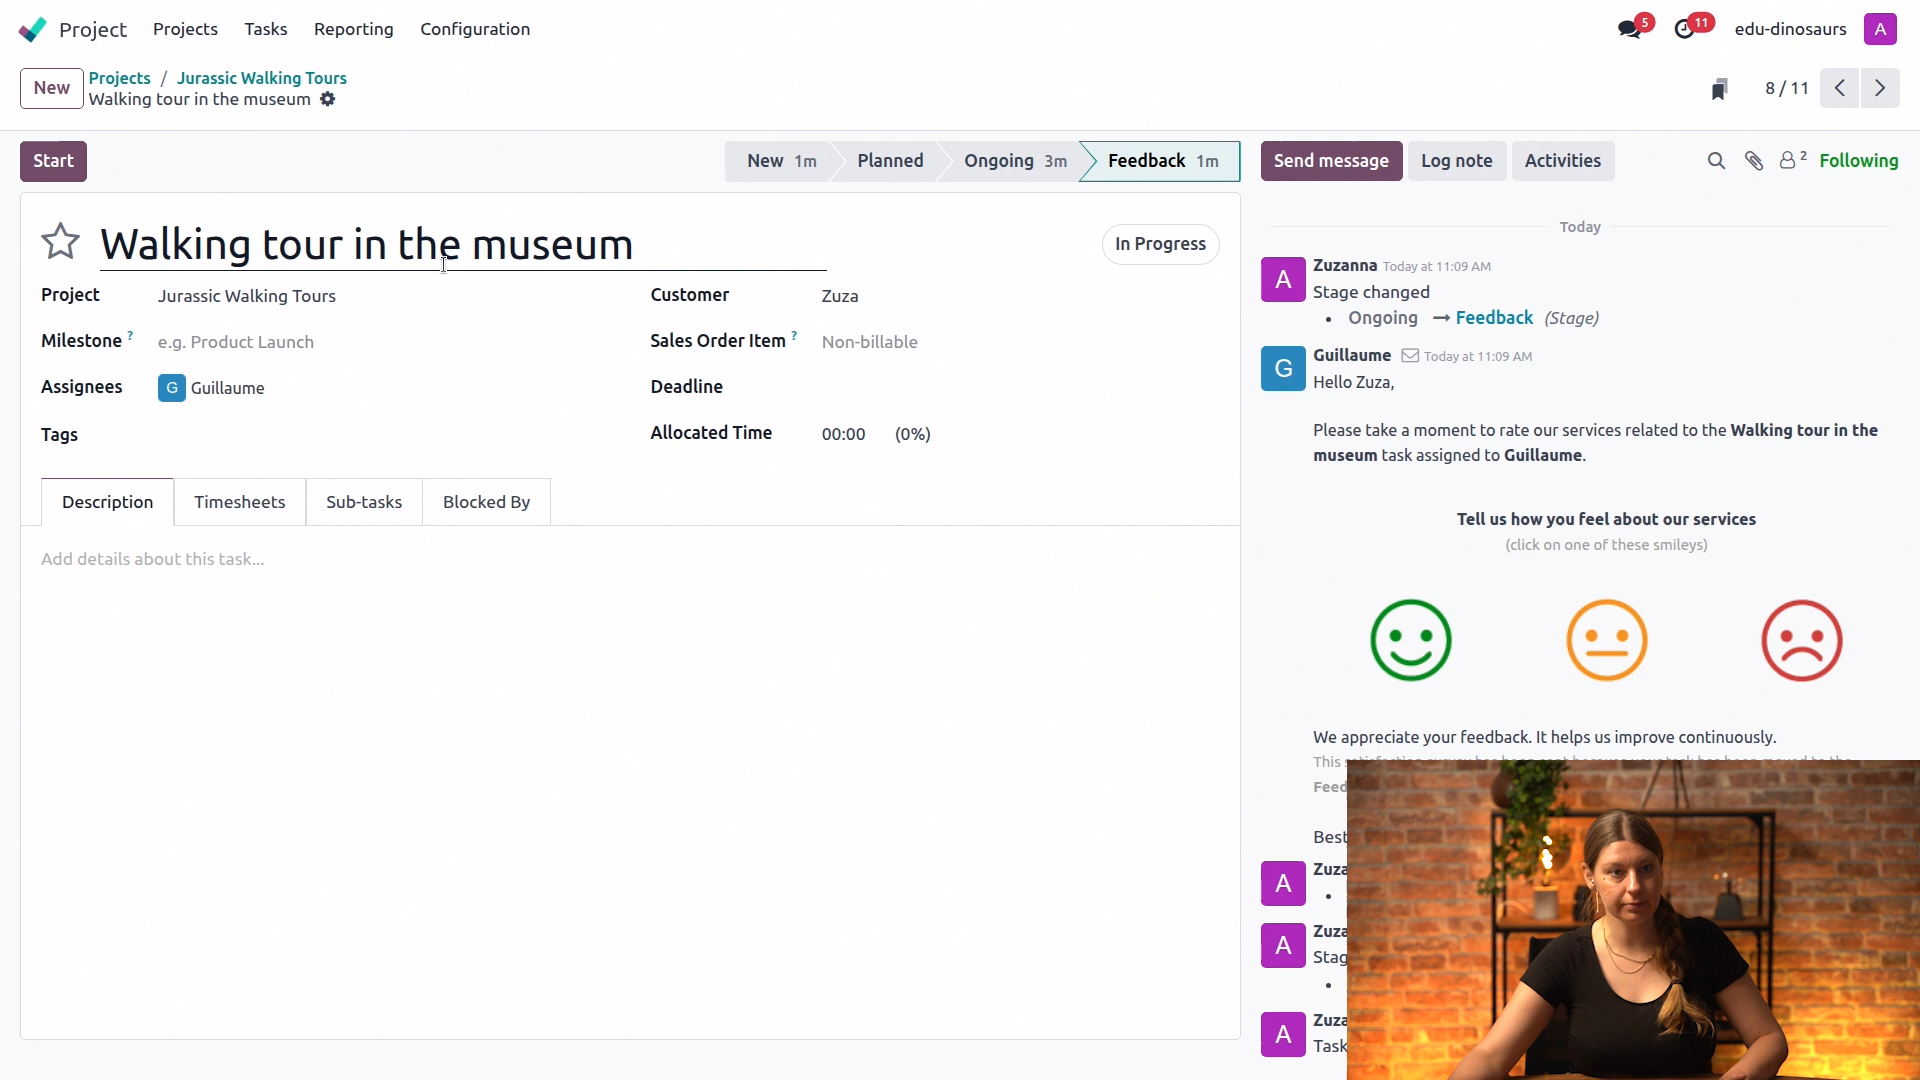 Project Projects Tasks Reporting Configuration 5 11 edu-dinosaurs A
New Projects / Jurassic Walking Tours
Walking tour in the museum
8 / 11
Start New 1m Planned Ongoing 3m Feedback 1m Send message Log note Activities 2 Following
Walking tour in the museum In Progress
Project Jurassic Walking Tours Customer Zuza
Milestone ? e.g. Product Launch Sales Order Item ? Non-billable
Assignees G Guillaume Deadline
Tags Allocated Time 00:00 (0%)
Description Timesheets Sub-tasks Blocked By
Add details about this task...
Today
A Zuzanna Today at 11:09 AM
Stage changed
• Ongoing → Feedback (Stage)
G Guillaume Today at 11:09 AM
Hello Zuza,
Please take a moment to rate our services related to the Walking tour in the
museum task assigned to Guillaume.
Tell us how you feel about our services
(click on one of these smileys)
We appreciate your feedback. It helps us improve continuously.
This
Feed
Best
A Zuza
•
A Zuza
Stag
•
A Zuza
Task